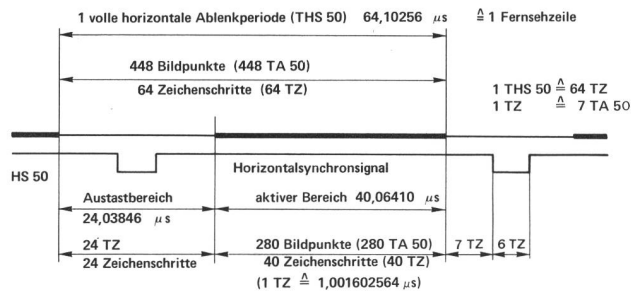 1 volle horizontale Ablenkperiode (THS 50) 64,10256 μs ≙ 1 Fernsehzeile
448 Bildpunkte (448 TA 50)
64 Zeichenschritte (64 TZ)
1 THS 50 ≙ 64 TZ
1 TZ ≙ 7 TA 50
HS 50
Horizontalsynchronsignal
Austastbereich
24,03846 μs
aktiver Bereich 40,06410 μs
24 TZ
24 Zeichenschritte
280 Bildpunkte (280 TA 50)
40 Zeichenschritte (40 TZ)
(1 TZ ≙ 1,001602564 μs)
7 TZ
6 TZ